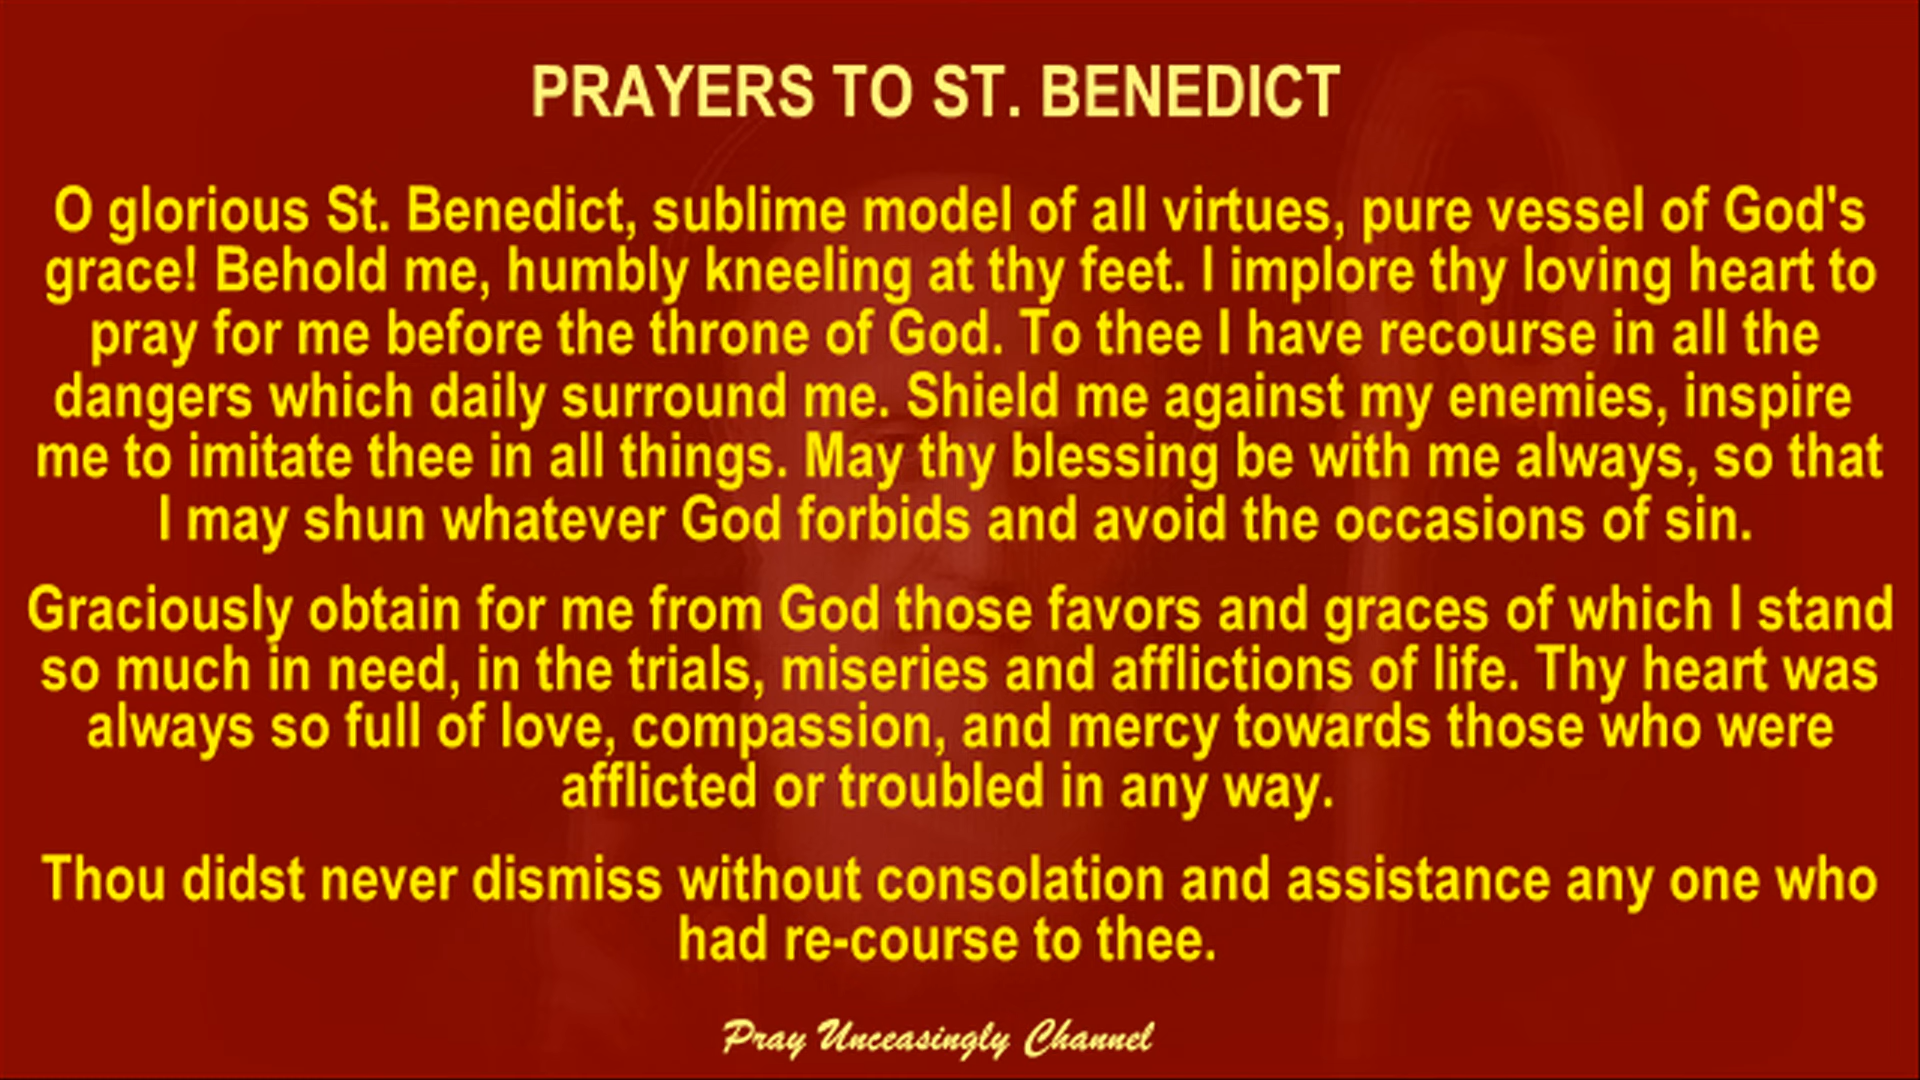 PRAYERS TO ST. BENEDICT
O glorious St. Benedict, sublime model of all virtues, pure vessel of God's
grace! Behold me, humbly kneeling at thy feet. I implore thy loving heart to
pray for me before the throne of God. To thee I have recourse in all the
dangers which daily surround me. Shield me against my enemies, inspire
me to imitate thee in all things. May thy blessing be with me always, so that
I may shun whatever God forbids and avoid the occasions of sin.
Graciously obtain for me from God those favors and graces of which I stand
so much in need, in the trials, miseries and afflictions of life. Thy heart was
always so full of love, compassion, and mercy towards those who were
afflicted or troubled in any way.
Thou didst never dismiss without consolation and assistance any one who
had re-course to thee.
Pray Unceasingly Channel